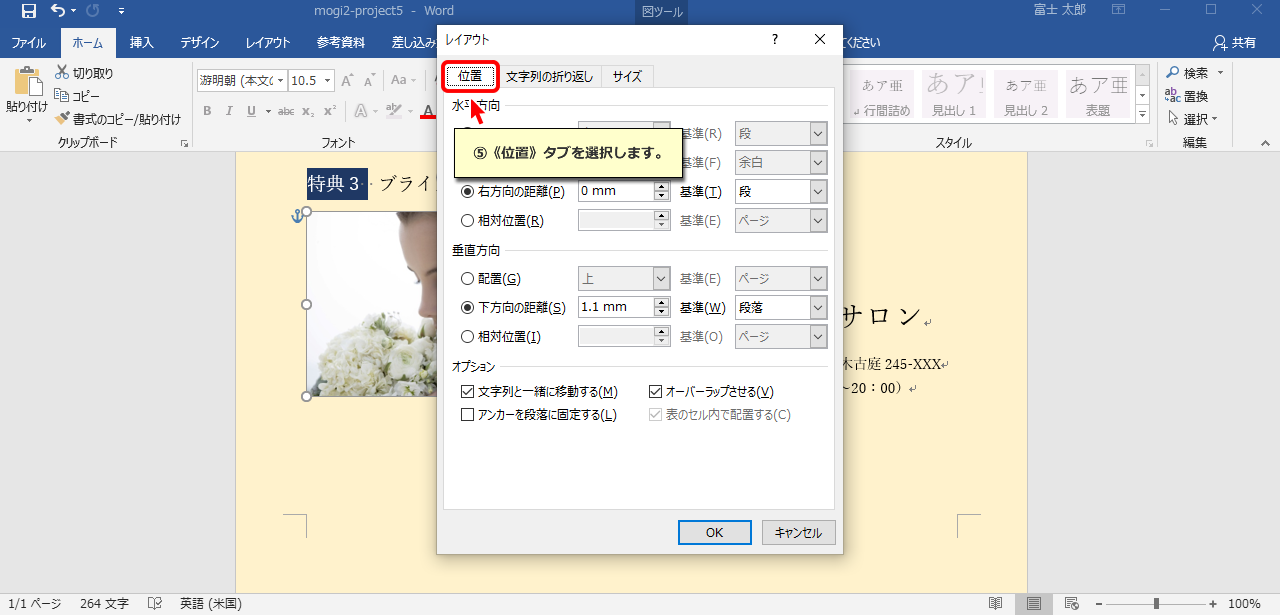 mogi2-project5 - Word
図ツール
富士 太郎
ファイル ホーム 挿入 デザイン レイアウト 参考資料 差し込み ください 共有
貼り付け
切り取り
コピー
書式のコピー/貼り付け
クリップボード
游明朝 (本文の 10.5 A A Aa
B I U abc x₂ x² A ab A
フォント
あア亜 行間詰め
あア 見出し 1
あア亜 見出し 2
あア亜 表題
スタイル
検索
置換
選択
編集
特典 3 ブライ
サロン
木古庭 245-XXX
~20：00）
レイアウト ?
位置 文字列の折り返し サイズ
水平方向
⑤《位置》タブを選択します。
基準(R) 段
基準(F) 余白
右方向の距離(P) 0 mm 基準(T) 段
相対位置(R) 基準(E) ページ
垂直方向
配置(G) 上 基準(E) ページ
下方向の距離(S) 1.1 mm 基準(W) 段落
相対位置(I) 基準(O) ページ
オプション
文字列と一緒に移動する(M) オーバーラップさせる(V)
アンカーを段落に固定する(L) 表のセル内で配置する(C)
OK キャンセル
1/1 ページ 264 文字 英語 (米国) 100%